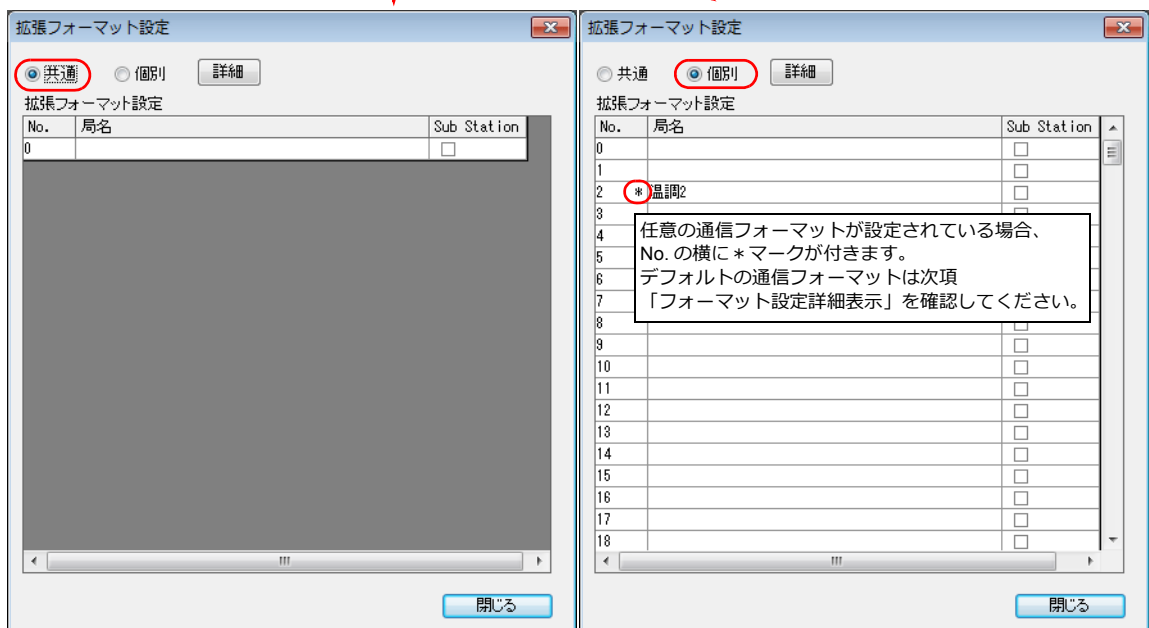 拡張フォーマット設定
共通 個別 詳細
拡張フォーマット設定
No. 局名 Sub Station
0
閉じる
拡張フォーマット設定
共通 個別 詳細
拡張フォーマット設定
No. 局名 Sub Station
0
1
2 * 温調2
3
4
5
6
7
8
9
10
11
12
13
14
15
16
17
18
任意の通信フォーマットが設定されている場合、
No. の横に * マークが付きます。
デフォルトの通信フォーマットは次項
「フォーマット設定詳細表示」を確認してください。
閉じる